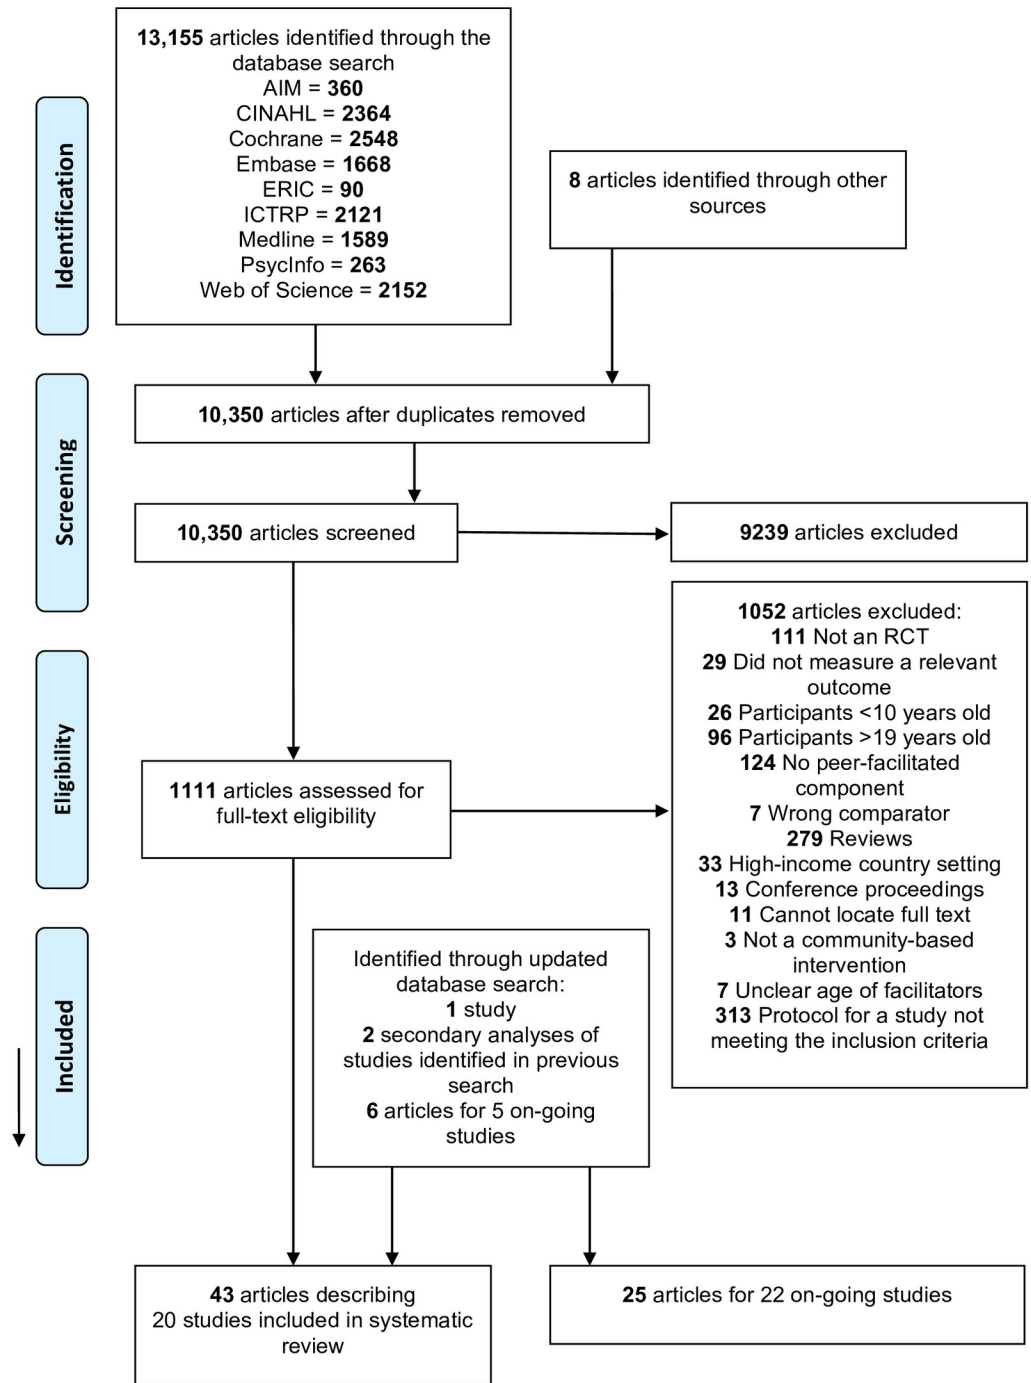 13,155 articles identified through the
database search
AIM = 360
CINAHL = 2364
Cochrane = 2548
Embase = 1668
ERIC = 90
ICTRP = 2121
Medline = 1589
PsycInfo = 263
Web of Science = 2152
8 articles identified through other
sources
Identification
10,350 articles after duplicates removed
Screening
10,350 articles screened
9239 articles excluded
1052 articles excluded:
111 Not an RCT
29 Did not measure a relevant
outcome
26 Participants <10 years old
96 Participants >19 years old
124 No peer-facilitated
component
7 Wrong comparator
279 Reviews
33 High-income country setting
13 Conference proceedings
11 Cannot locate full text
3 Not a community-based
intervention
7 Unclear age of facilitators
313 Protocol for a study not
meeting the inclusion criteria
Eligibility
1111 articles assessed for
full-text eligibility
Included
Identified through updated
database search:
1 study
2 secondary analyses of
studies identified in previous
search
6 articles for 5 on-going
studies
43 articles describing
20 studies included in systematic
review
25 articles for 22 on-going studies